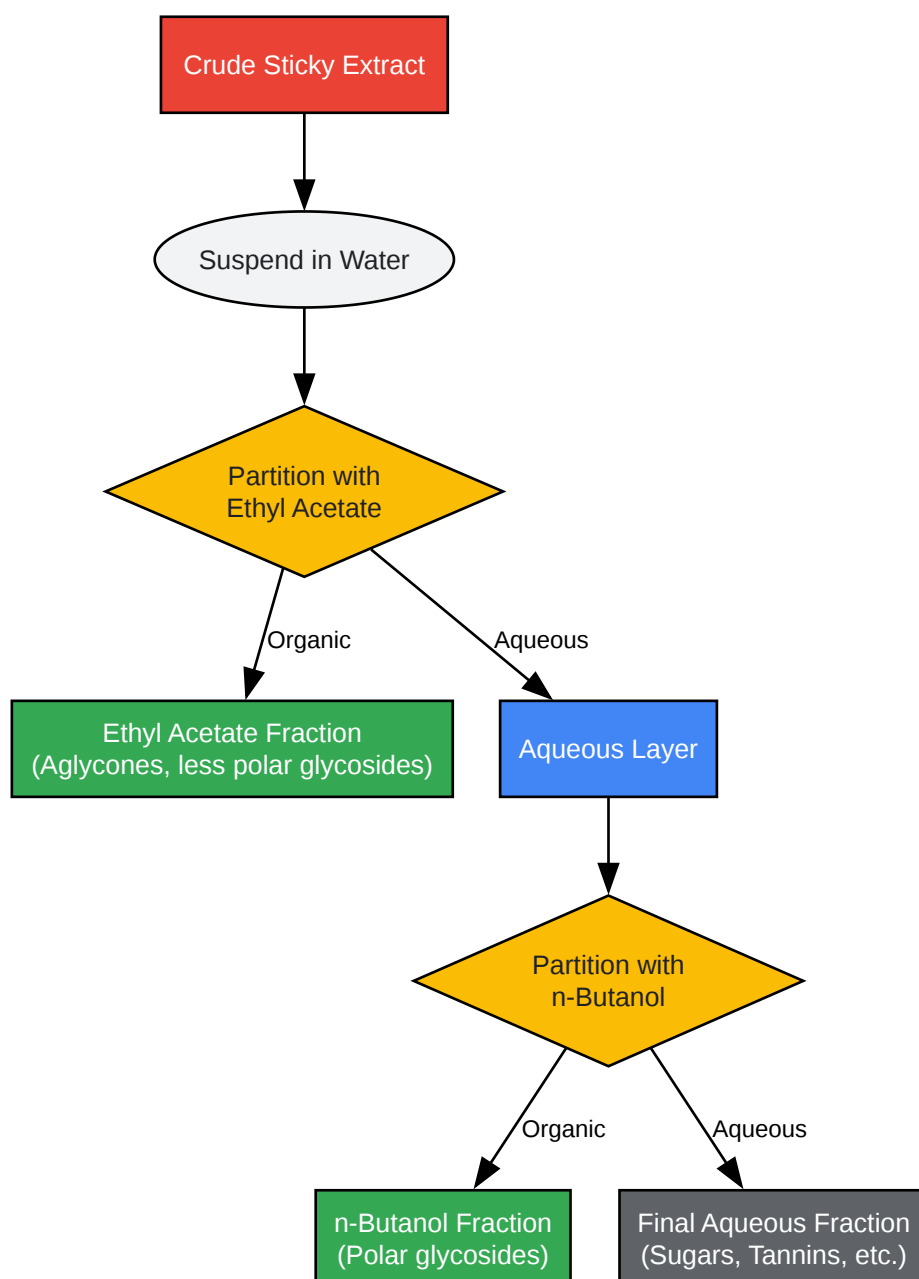 Crude Sticky Extract
Suspend in Water
Partition with
Ethyl Acetate
Organic
Aqueous
Ethyl Acetate Fraction
(Aglycones, less polar glycosides)
Aqueous Layer
Partition with
n-Butanol
Organic
Aqueous
n-Butanol Fraction
(Polar glycosides)
Final Aqueous Fraction
(Sugars, Tannins, etc.)